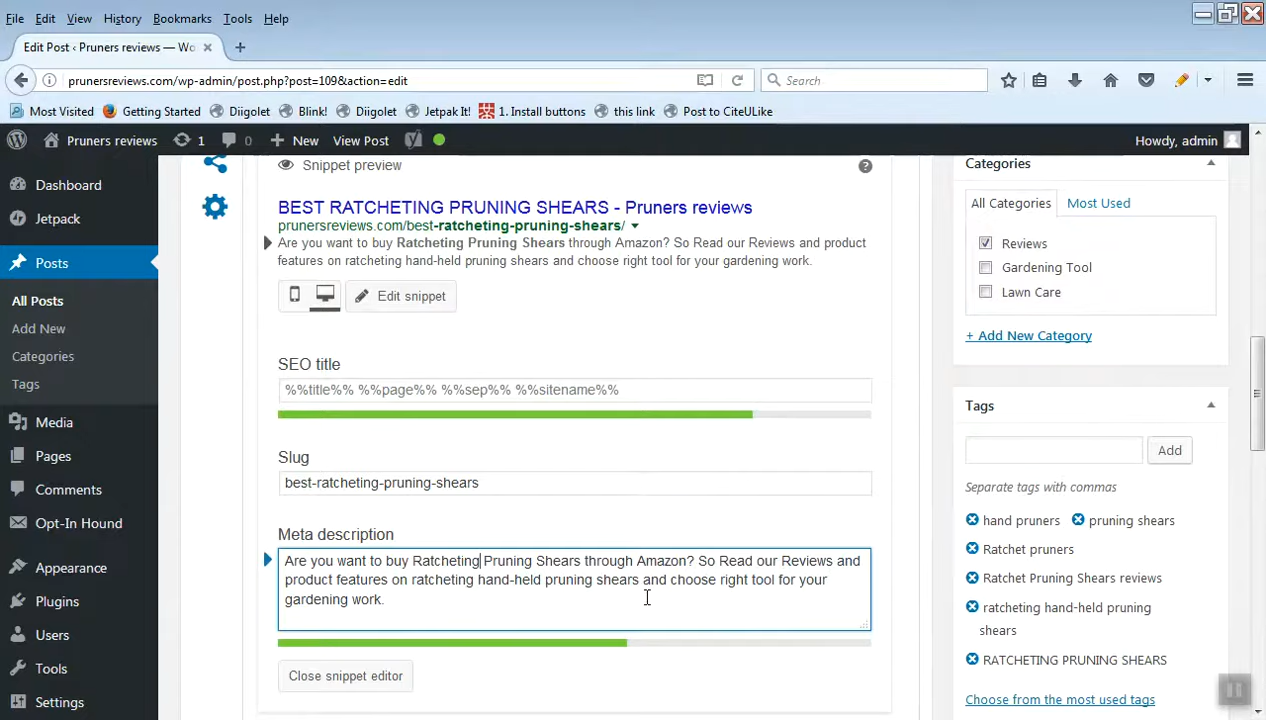 File Edit View History Bookmarks Tools Help
Edit Post ‹ Pruners reviews — Wo
prunersreviews.com/wp-admin/post.php?post=109&action=edit
Search
Most Visited Getting Started Diigolet Blink! Diigolet Jetpak It! 1. Install buttons this link Post to CiteULike
Pruners reviews 1 0 New View Post Howdy, admin
Dashboard
Jetpack
Posts
All Posts
Add New
Categories
Tags
Media
Pages
Comments
Opt-In Hound
Appearance
Plugins
Users
Tools
Settings
Snippet preview
BEST RATCHETING PRUNING SHEARS - Pruners reviews
prunersreviews.com/best-ratcheting-pruning-shears/
Are you want to buy Ratcheting Pruning Shears through Amazon? So Read our Reviews and product
features on ratcheting hand-held pruning shears and choose right tool for your gardening work.
Edit snippet
SEO title
%%title%% %%page%% %%sep%% %%sitename%%
Slug
best-ratcheting-pruning-shears
Meta description
Are you want to buy Ratcheting Pruning Shears through Amazon? So Read our Reviews and
product features on ratcheting hand-held pruning shears and choose right tool for your
gardening work.
Close snippet editor
Categories
All Categories Most Used
Reviews
Gardening Tool
Lawn Care
+ Add New Category
Tags
Add
Separate tags with commas
hand pruners pruning shears
Ratchet pruners
Ratchet Pruning Shears reviews
ratcheting hand-held pruning
shears
RATCHETING PRUNING SHEARS
Choose from the most used tags